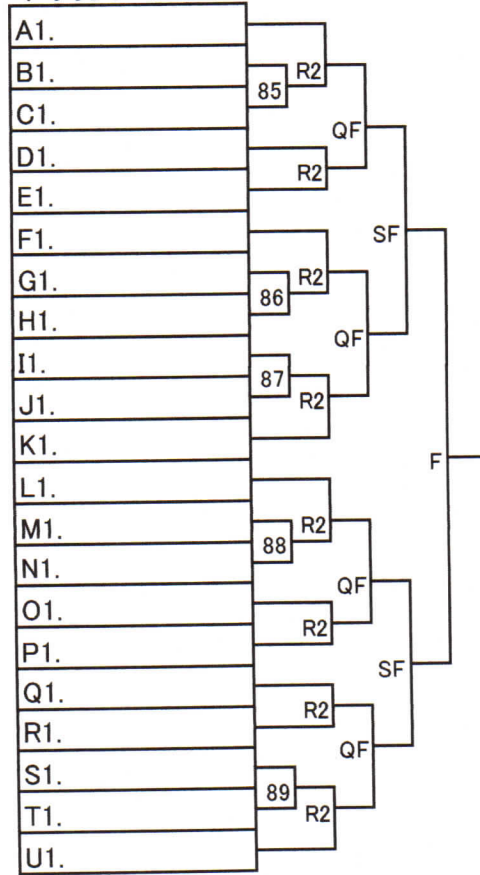 A1.
B1.
C1.
D1.
E1.
F1.
G1.
H1.
I1.
J1.
K1.
L1.
M1.
N1.
O1.
P1.
Q1.
R1.
S1.
T1.
U1.
85
R2
R2
QF
86
R2
87
R2
QF
SF
88
R2
R2
QF
R2
89
R2
QF
SF
F